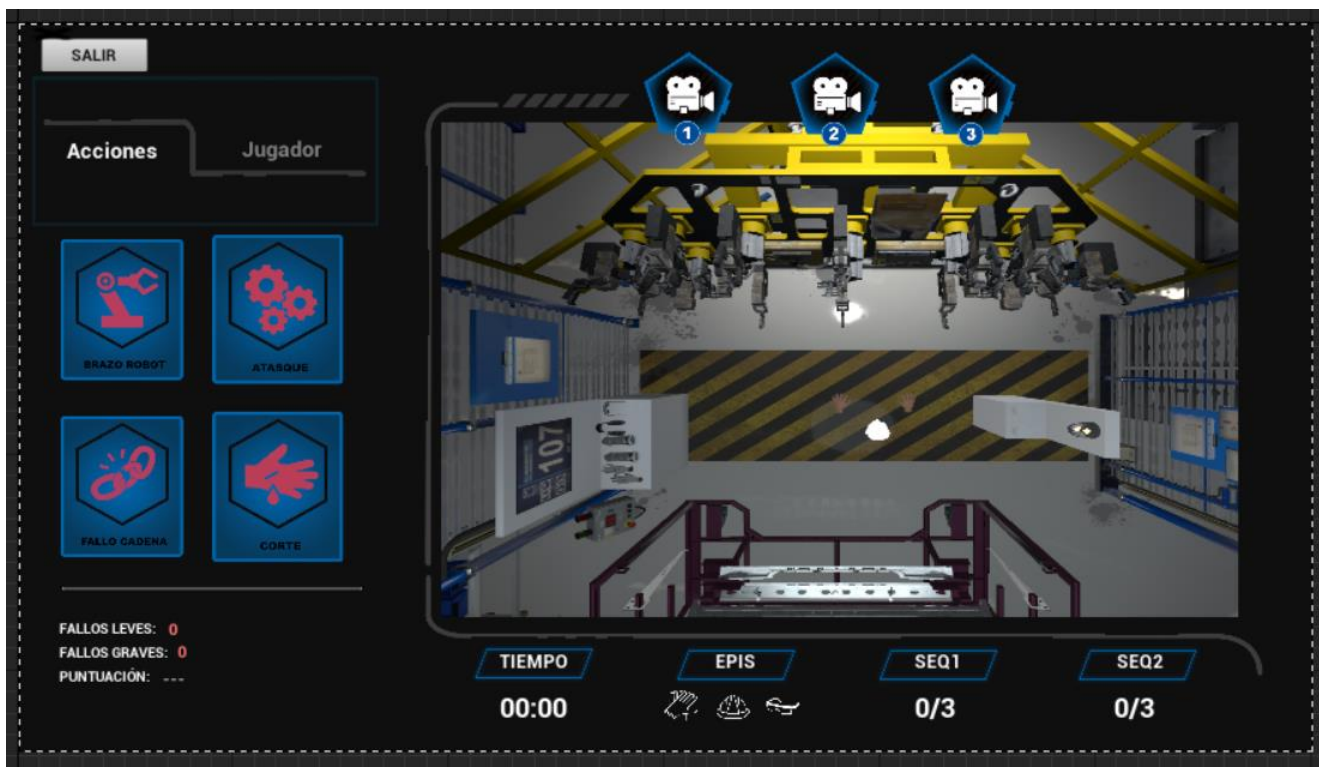 SALIR
Acciones
Jugador
1
2
3
BRAZO ROBOT
ATASQUE
FALLO CADENA
CORTE
107
FALLOS LEVES: 0
FALLOS GRAVES: 0
PUNTUACIÓN: ---
TIEMPO
EPIS
SEQ1
SEQ2
00:00
0/3
0/3